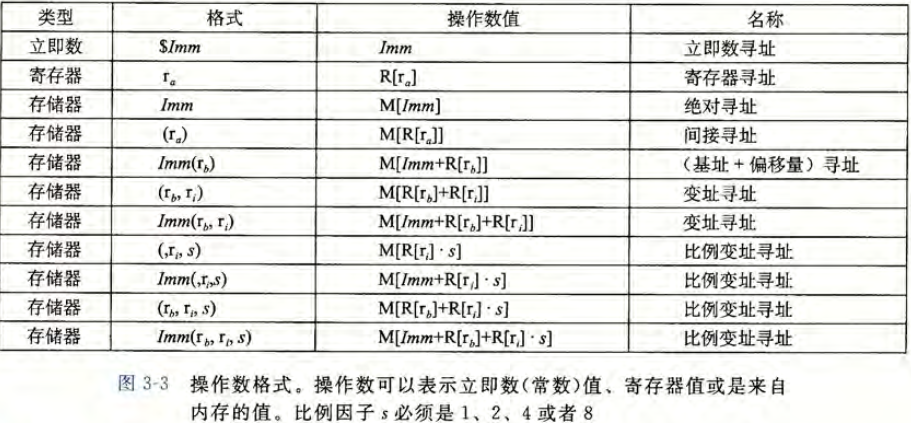 类型 格式 操作数值 名称
立即数 $Imm Imm 立即数寻址
寄存器 rₐ R[rₐ] 寄存器寻址
存储器 Imm M[Imm] 绝对寻址
存储器 (rₐ) M[R[rₐ]] 间接寻址
存储器 Imm(r_b) M[Imm+R[r_b]] （基址+偏移量）寻址
存储器 (r_b, r_i) M[R[r_b]+R[r_i]] 变址寻址
存储器 Imm(r_b, r_i) M[Imm+R[r_b]+R[r_i]] 变址寻址
存储器 (,r_i, s) M[R[r_i]·s] 比例变址寻址
存储器 Imm(,r_i,s) M[Imm+R[r_i]·s] 比例变址寻址
存储器 (r_b, r_i, s) M[R[r_b]+R[r_i]·s] 比例变址寻址
存储器 Imm(r_b, r_i, s) M[Imm+R[r_b]+R[r_i]·s] 比例变址寻址
图 3-3 操作数格式。操作数可以表示立即数(常数)值、寄存器值或是来自
内存的值。比例因子 s 必须是 1、2、4 或者 8